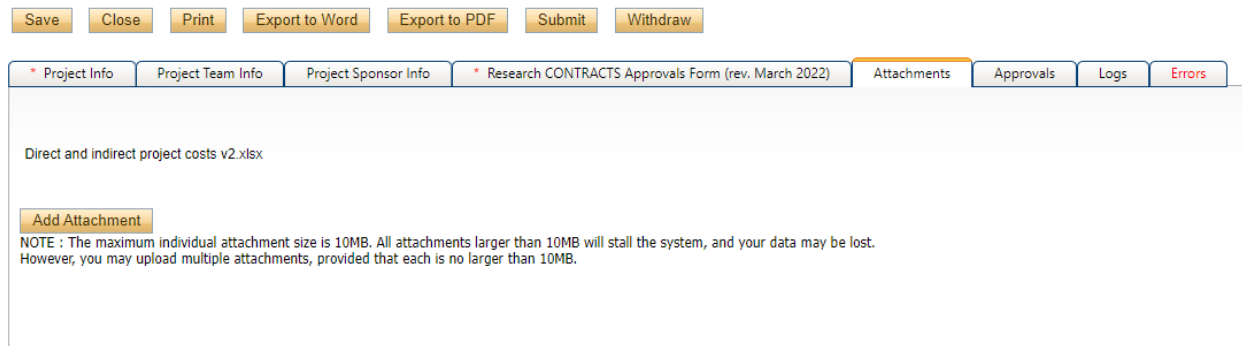 Save Close Print Export to Word Export to PDF Submit Withdraw
* Project Info Project Team Info Project Sponsor Info * Research CONTRACTS Approvals Form (rev. March 2022) Attachments Approvals Logs Errors
Direct and indirect project costs v2.xlsx
Add Attachment
NOTE : The maximum individual attachment size is 10MB. All attachments larger than 10MB will stall the system, and your data may be lost.
However, you may upload multiple attachments, provided that each is no larger than 10MB.